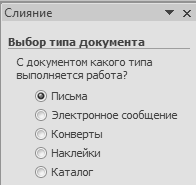 Слияние
Выбор типа документа
С документом какого типа
выполняется работа?
Письма
Электронное сообщение
Конверты
Наклейки
Каталог